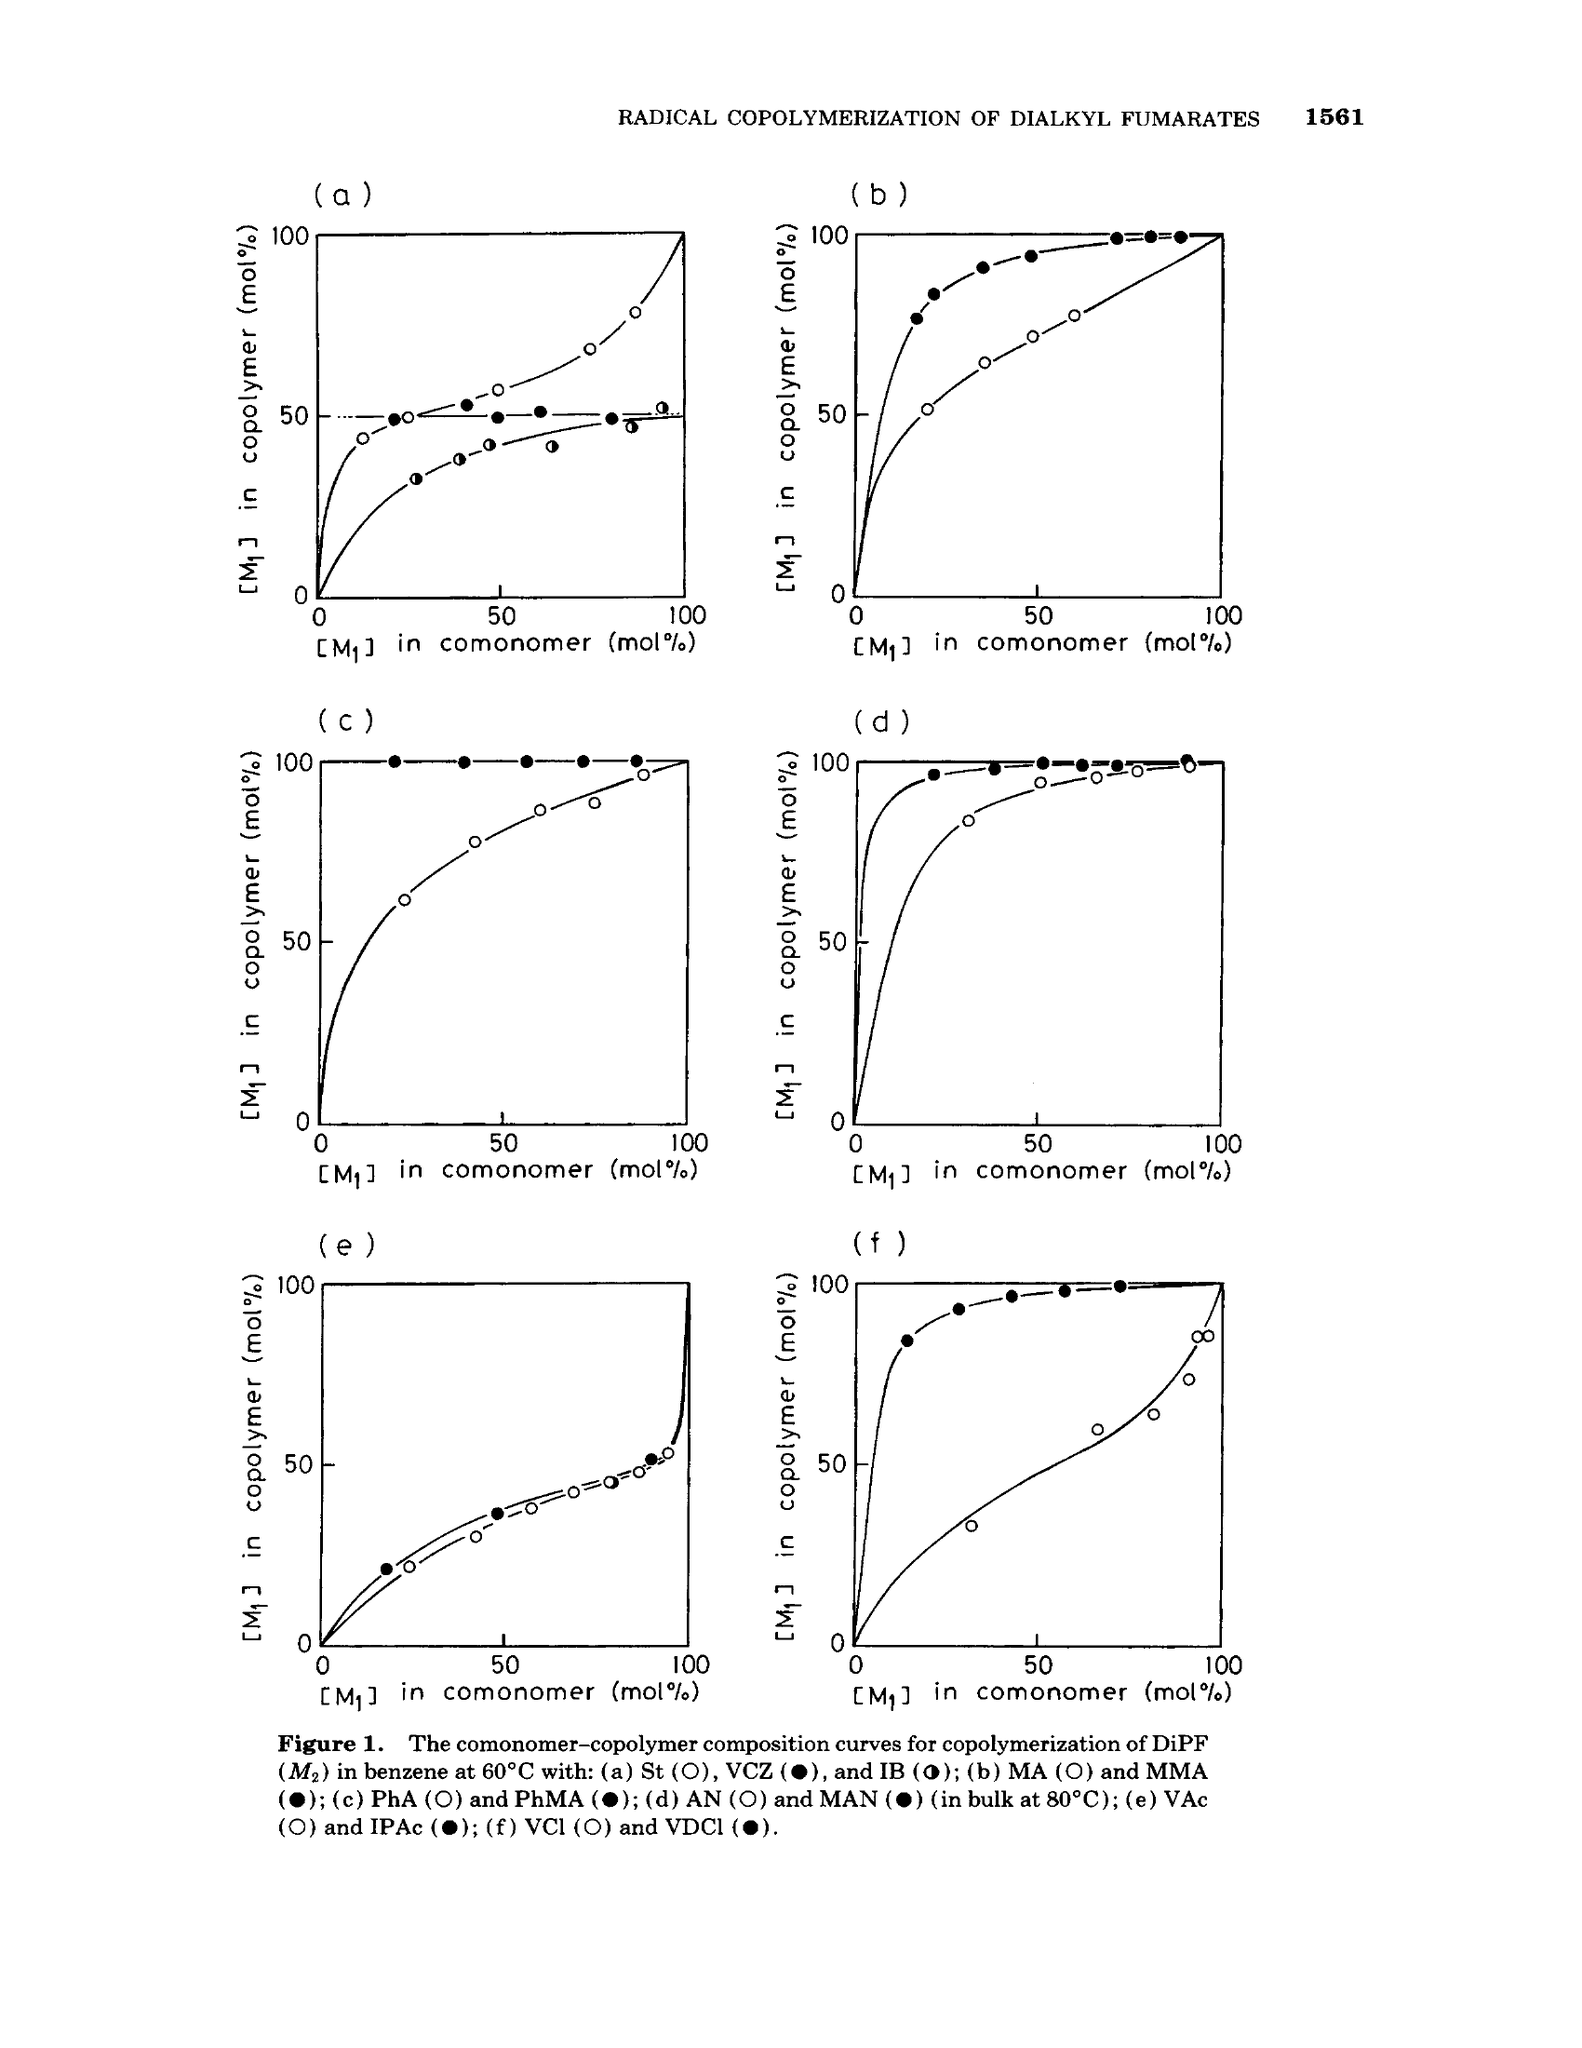 RADICAL COPOLYMERIZATION OF DIALKYL FUMARATES 1561
(a)
[M1] in copolymer (mol%)
100
50
0
0 50 100
[M1] in comonomer (mol%)
(b)
[M1] in copolymer (mol%)
100
50
0
0 50 100
[M1] in comonomer (mol%)
(c)
[M1] in copolymer (mol%)
100
50
0
0 50 100
[M1] in comonomer (mol%)
(d)
[M1] in copolymer (mol%)
100
50
0
0 50 100
[M1] in comonomer (mol%)
(e)
[M1] in copolymer (mol%)
100
50
0
0 50 100
[M1] in comonomer (mol%)
(f)
[M1] in copolymer (mol%)
100
50
0
0 50 100
[M1] in comonomer (mol%)
Figure 1. The comonomer–copolymer composition curves for copolymerization of DiPF
(M2) in benzene at 60°C with: (a) St (○), VCZ (●), and IB (◑); (b) MA (○) and MMA
(●); (c) PhA (○) and PhMA (●); (d) AN (○) and MAN (●) (in bulk at 80°C); (e) VAc
(○) and IPAc (●); (f) VCl (○) and VDCl (●).